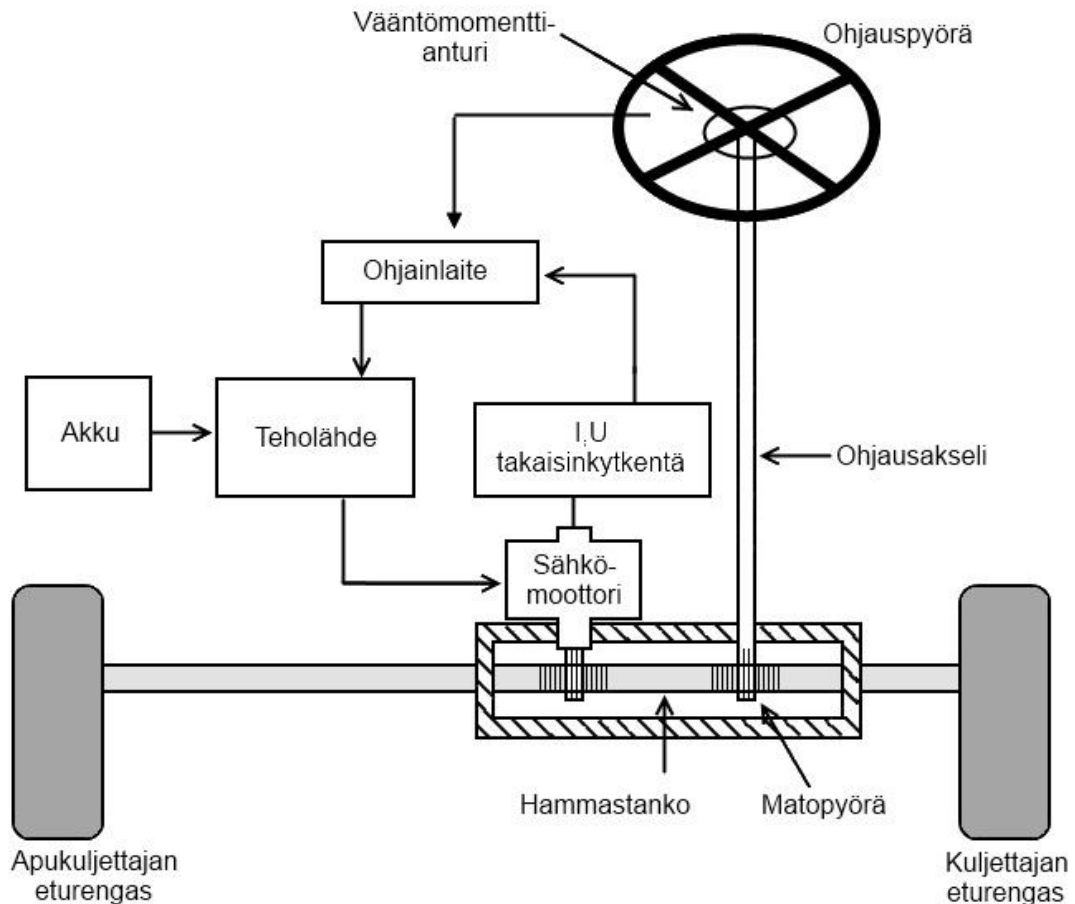 Vääntömomentti-
anturi
Ohjauspyörä
Ohjainlaite
Akku
Teholähde
I,U
takaisinkytkentä
Ohjausakseli
Sähkö-
moottori
Hammastanko
Matopyörä
Apukuljettajan
eturengas
Kuljettajan
eturengas